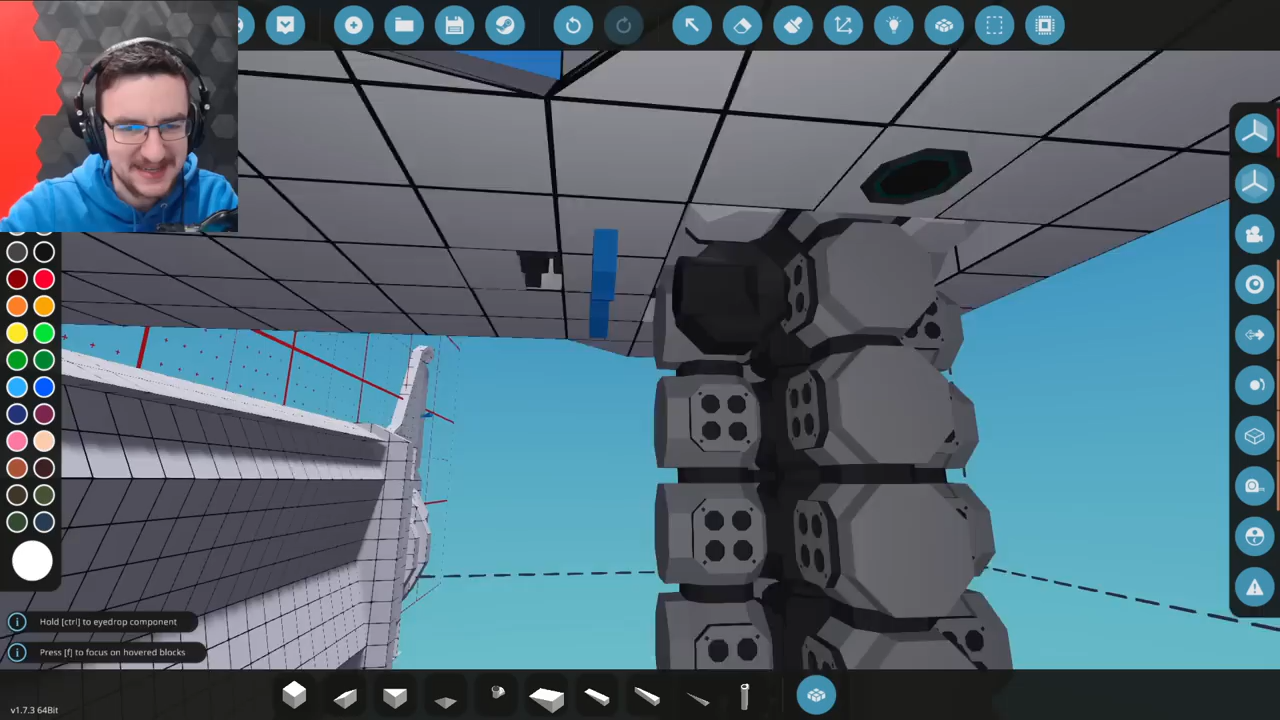 Hold [ctrl] to eyedrop component
Press [f] to focus on hovered blocks
v1.7.3 64Bit